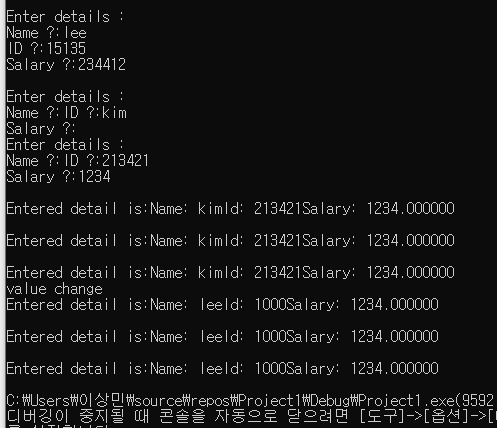 Enter details :
Name ?:lee
ID ?:15135
Salary ?:234412
Enter details :
Name ?:ID ?:kim
Salary ?:
Enter details :
Name ?:ID ?:213421
Salary ?:1234
Entered detail is:Name: kimId: 213421Salary: 1234.000000
Entered detail is:Name: kimId: 213421Salary: 1234.000000
Entered detail is:Name: kimId: 213421Salary: 1234.000000
value change
Entered detail is:Name: leeId: 1000Salary: 1234.000000
Entered detail is:Name: leeId: 1000Salary: 1234.000000
Entered detail is:Name: leeId: 1000Salary: 1234.000000
C:₩Users₩이상민₩source₩repos₩Project1₩Debug₩Project1.exe(9592
디버깅이 중지될 때 콘솔을 자동으로 닫으려면 [도구]->[옵션]->[